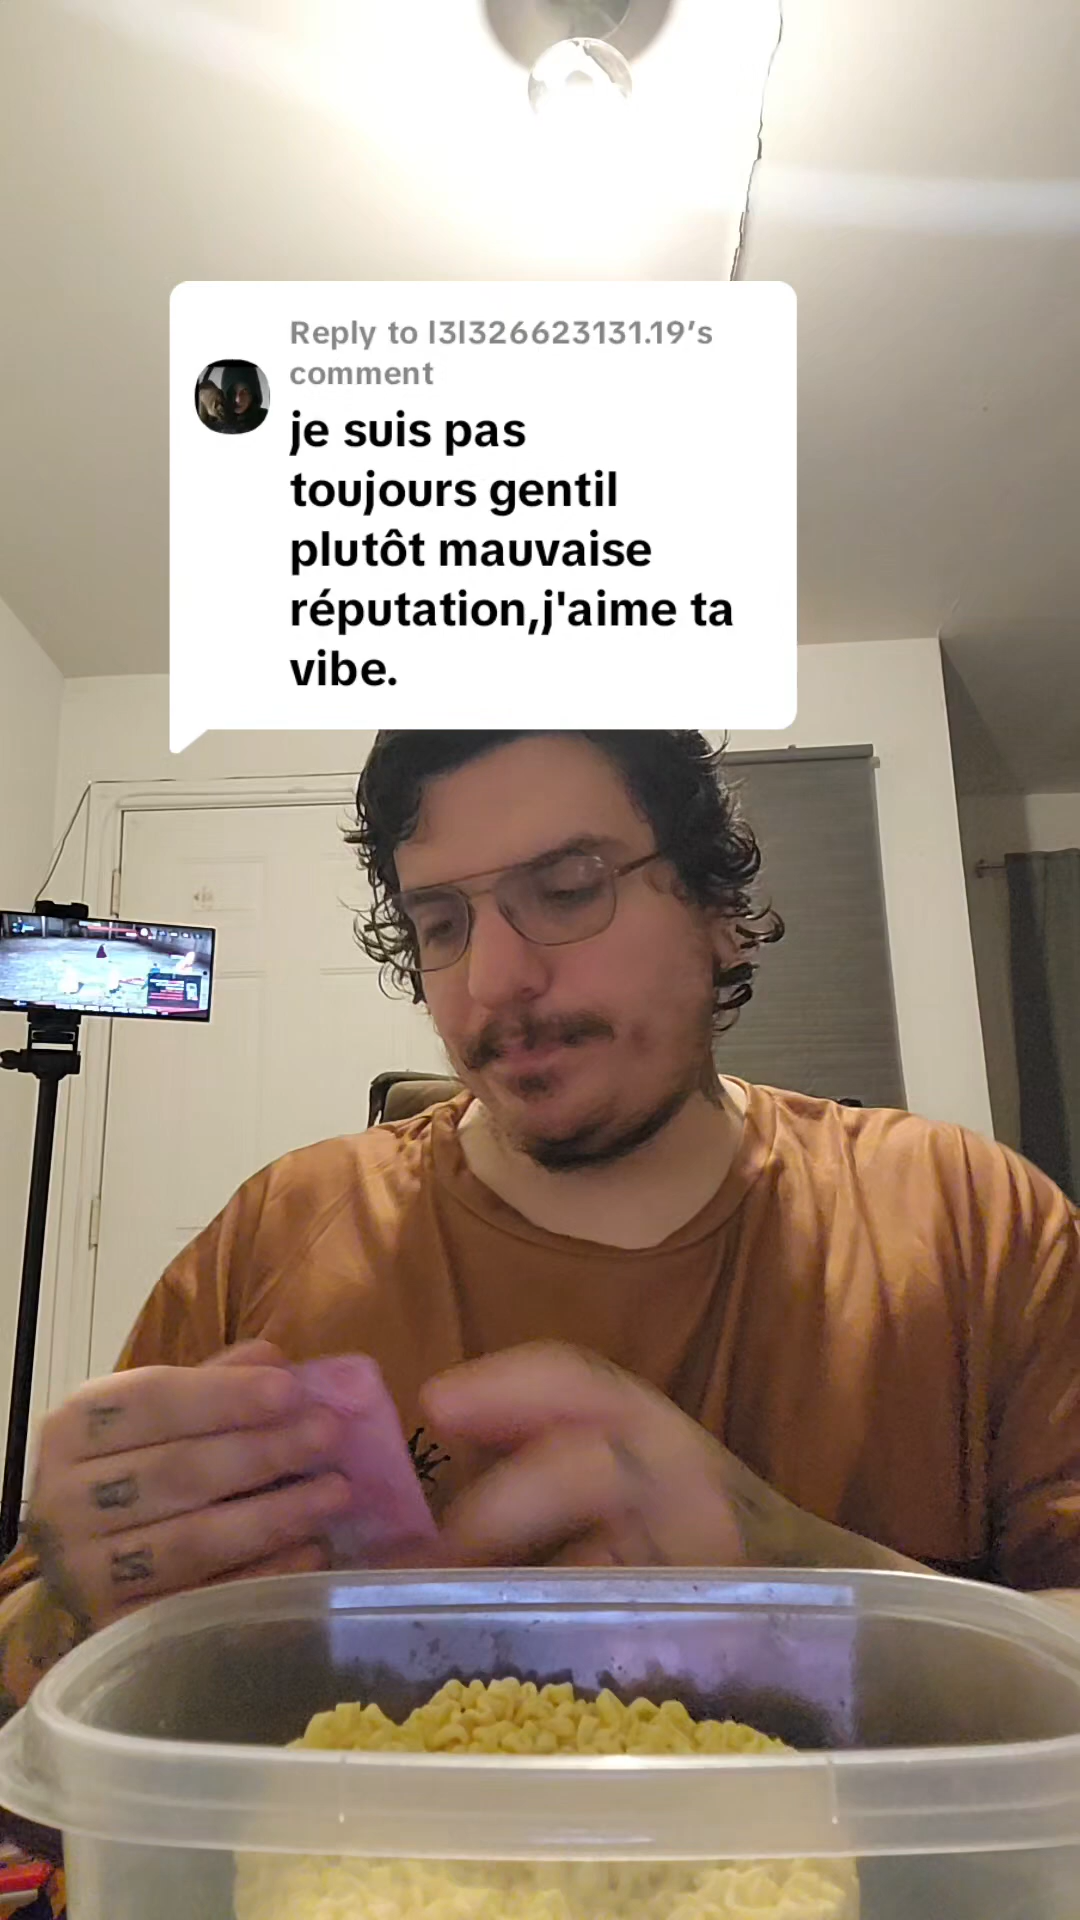 Reply to l3l326623131.19's
comment
je suis pas
toujours gentil
plutôt mauvaise
réputation,j'aime ta
vibe.